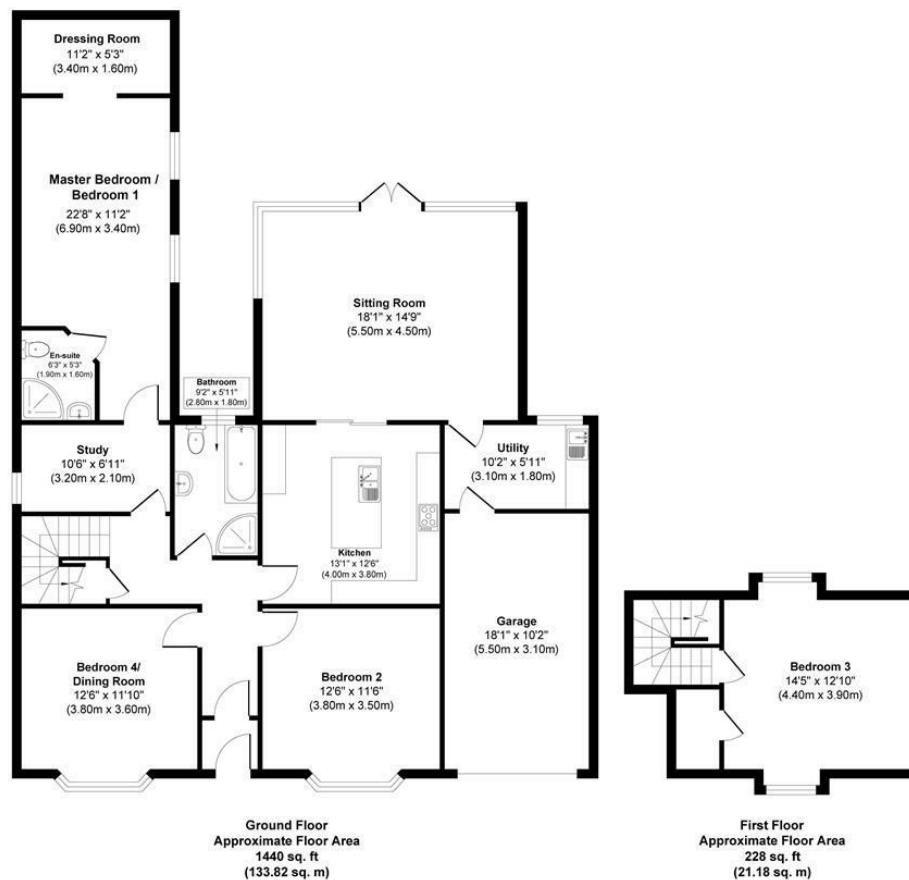 Dressing Room
11'2" x 5'3"
(3.40m x 1.60m)
Master Bedroom /
Bedroom 1
22'8" x 11'2"
(6.90m x 3.40m)
Sitting Room
18'1" x 14'9"
(5.50m x 4.50m)
En-suite
6'3" x 5'3"
(1.90m x 1.60m)
Bathroom
9'2" x 5'11"
(2.80m x 1.80m)
Study
10'6" x 6'11"
(3.20m x 2.10m)
Utility
10'2" x 5'11"
(3.10m x 1.80m)
Kitchen
13'1" x 12'6"
(4.00m x 3.80m)
Garage
18'1" x 10'2"
(5.50m x 3.10m)
Bedroom 4/
Dining Room
12'6" x 11'10"
(3.80m x 3.60m)
Bedroom 2
12'6" x 11'6"
(3.80m x 3.50m)
Bedroom 3
14'5" x 12'10"
(4.40m x 3.90m)
Ground Floor
Approximate Floor Area
1440 sq. ft
(133.82 sq. m)
First Floor
Approximate Floor Area
228 sq. ft
(21.18 sq. m)